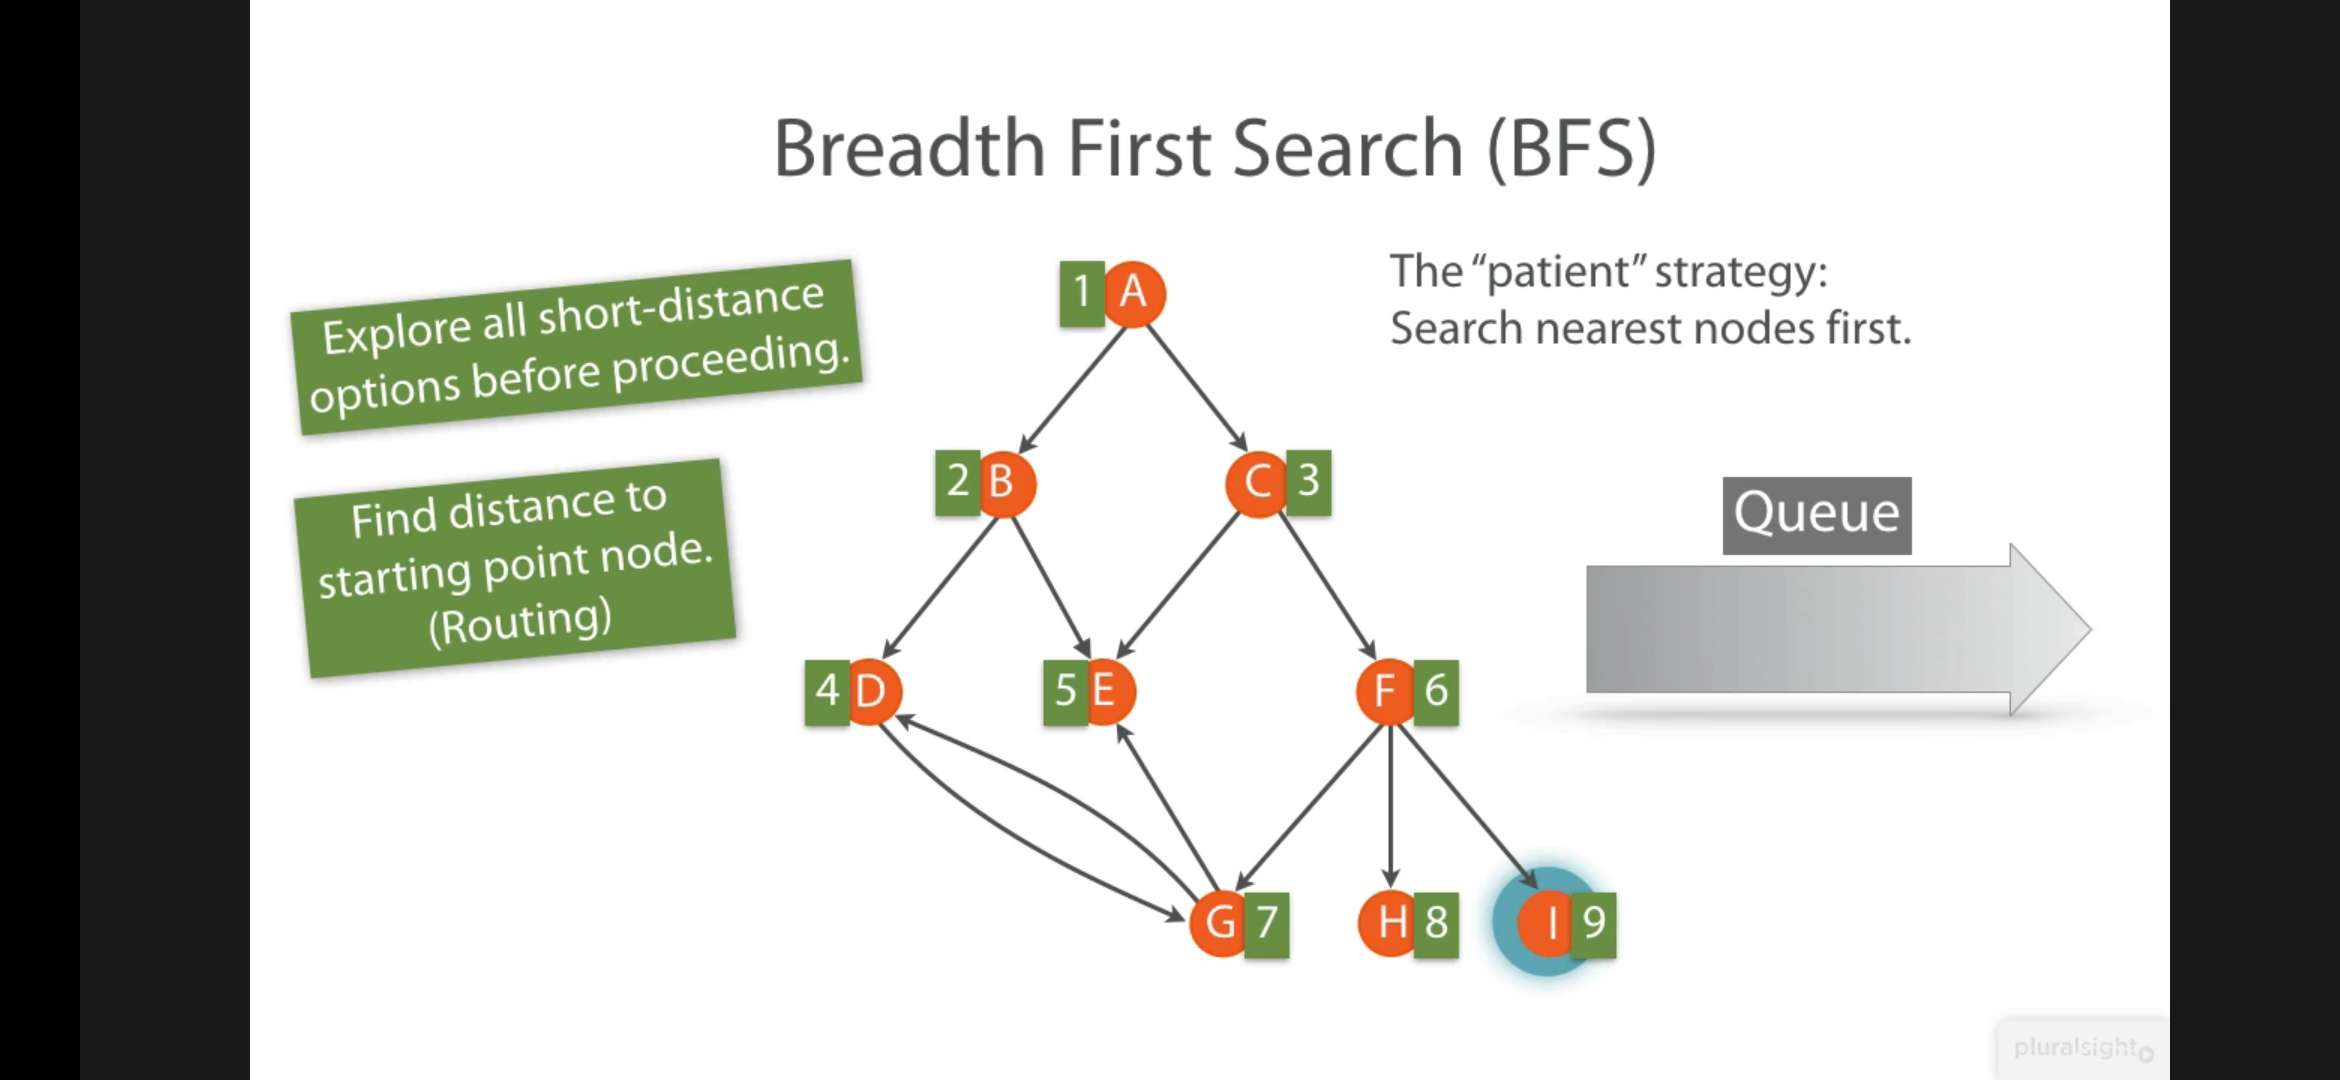 Breadth First Search (BFS)
Explore all short-distance
options before proceeding.
Find distance to
starting point node.
(Routing)
The “patient” strategy:
Search nearest nodes first.
1 A
2 B
C 3
4 D
5 E
F 6
G 7
H 8
I 9
Queue
pluralsight